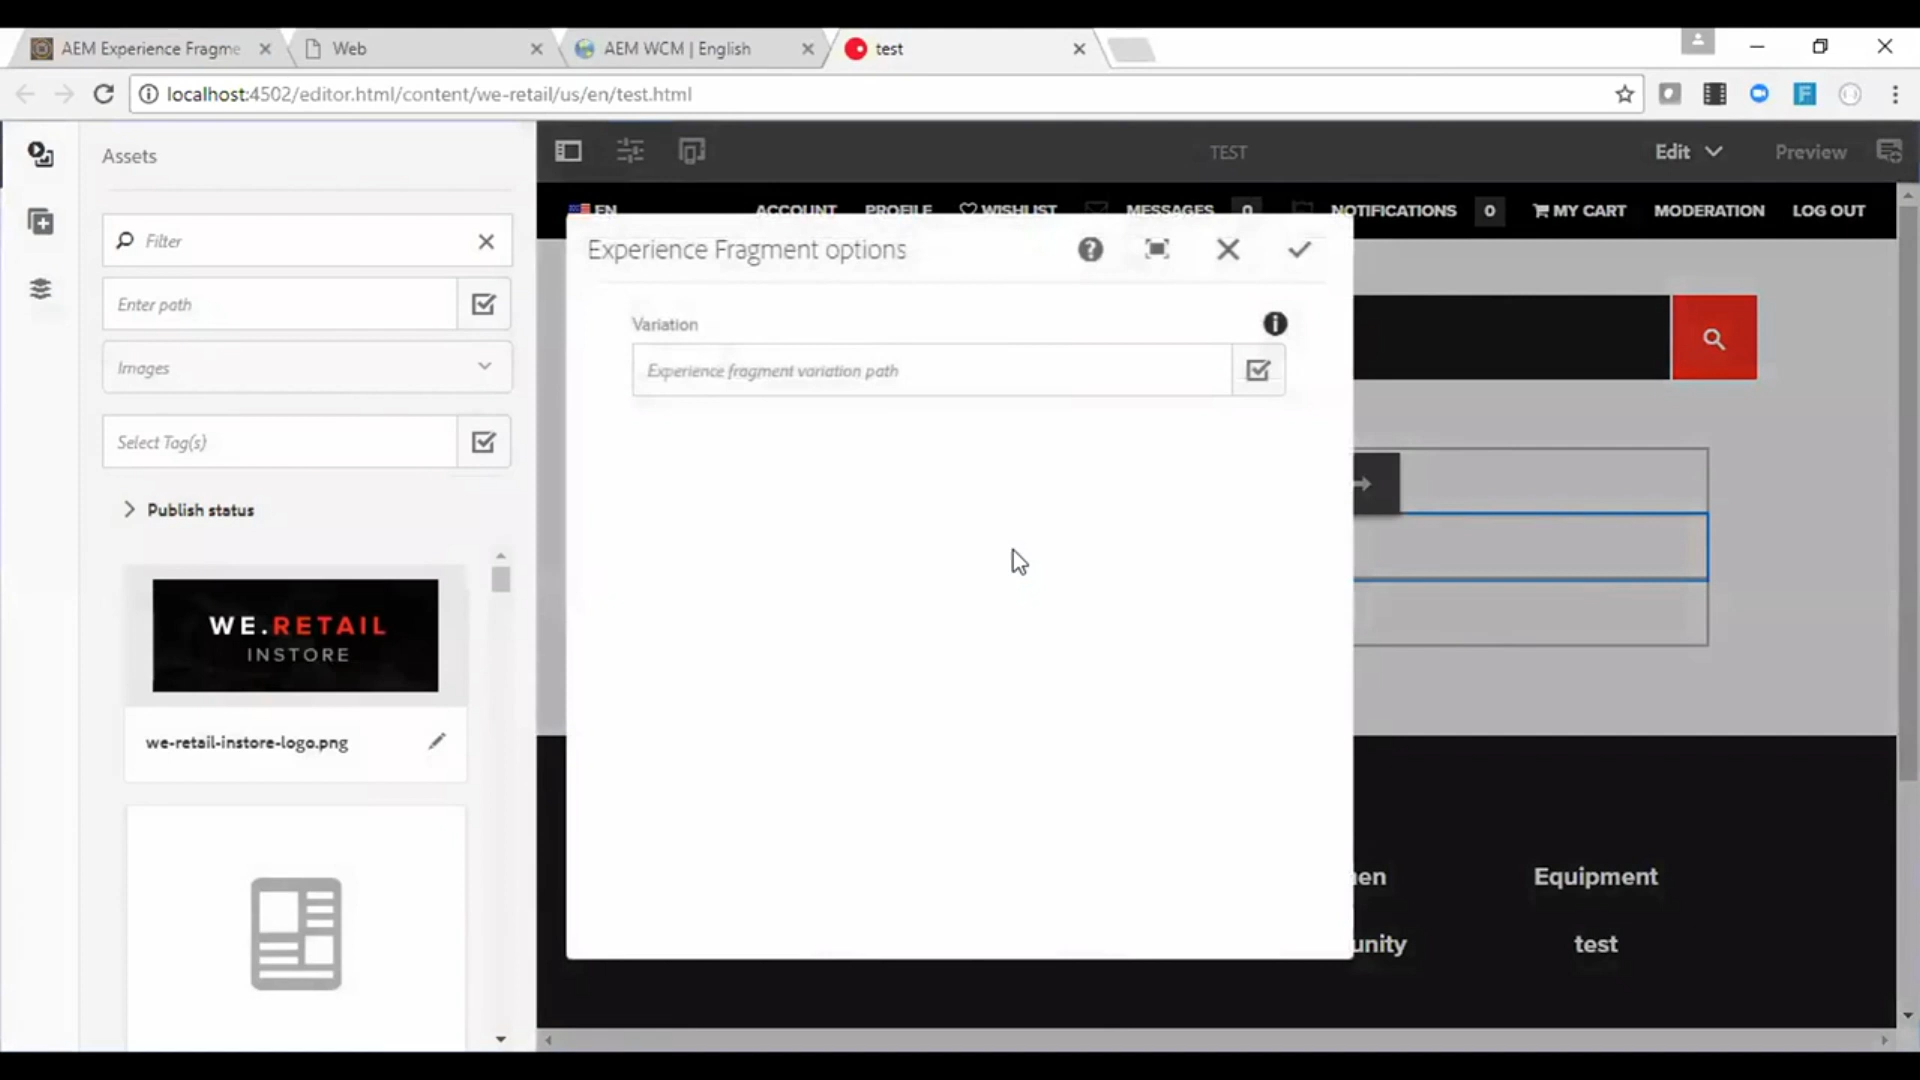 AEM Experience Fragme
Web
AEM WCM | English
test
localhost:4502/editor.html/content/we-retail/us/en/test.html
Assets
TEST
Edit
Preview
EN
ACCOUNT
PROFILE
WISHLIST
MESSAGES
0
NOTIFICATIONS
0
MY CART
MODERATION
LOG OUT
Filter
Experience Fragment options
Enter path
Variation
Images
Experience fragment variation path
Select Tag(s)
Publish status
WE.RETAIL
INSTORE
we-retail-instore-logo.png
en
Equipment
unity
test